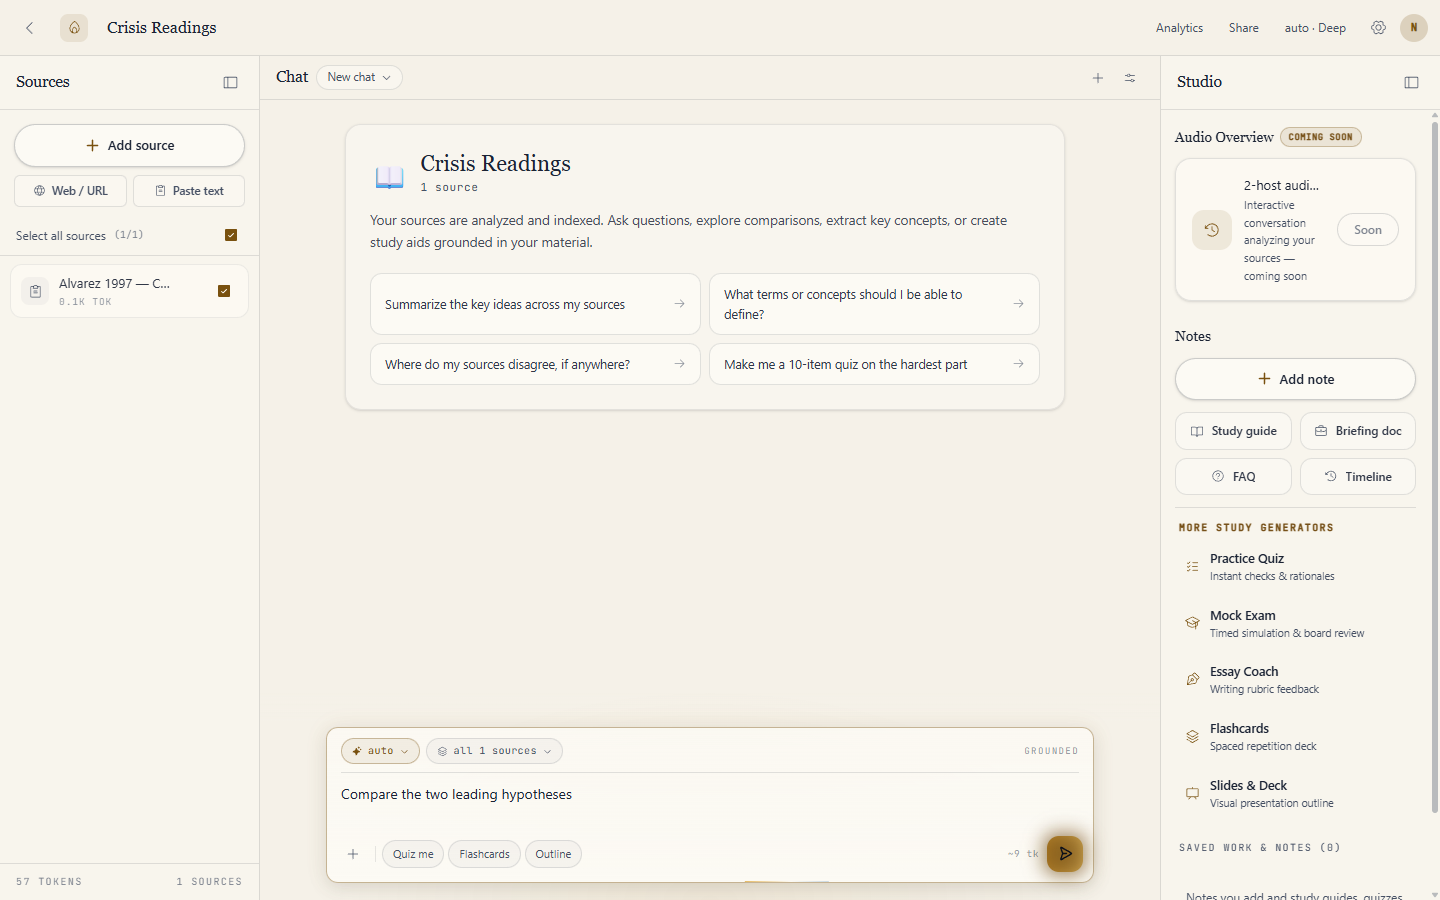 Crisis Readings
Analytics
Share
auto · Deep
N
Sources
Add source
Web / URL
Paste text
Select all sources (1/1)
Alvarez 1997 — C...
0.1K TOK
57 TOKENS
1 SOURCES
Chat
New chat
Crisis Readings
1 source
Your sources are analyzed and indexed. Ask questions, explore comparisons, extract key concepts, or create
study aids grounded in your material.
Summarize the key ideas across my sources
What terms or concepts should I be able to
define?
Where do my sources disagree, if anywhere?
Make me a 10-item quiz on the hardest part
auto
all 1 sources
GROUNDED
Compare the two leading hypotheses
Quiz me
Flashcards
Outline
~9 tk
Studio
Audio Overview
COMING SOON
2-host audi...
Interactive
conversation
analyzing your
sources —
coming soon
Soon
Notes
Add note
Study guide
Briefing doc
FAQ
Timeline
MORE STUDY GENERATORS
Practice Quiz
Instant checks & rationales
Mock Exam
Timed simulation & board review
Essay Coach
Writing rubric feedback
Flashcards
Spaced repetition deck
Slides & Deck
Visual presentation outline
SAVED WORK & NOTES (0)
Notes you add and study guides, quizzes,